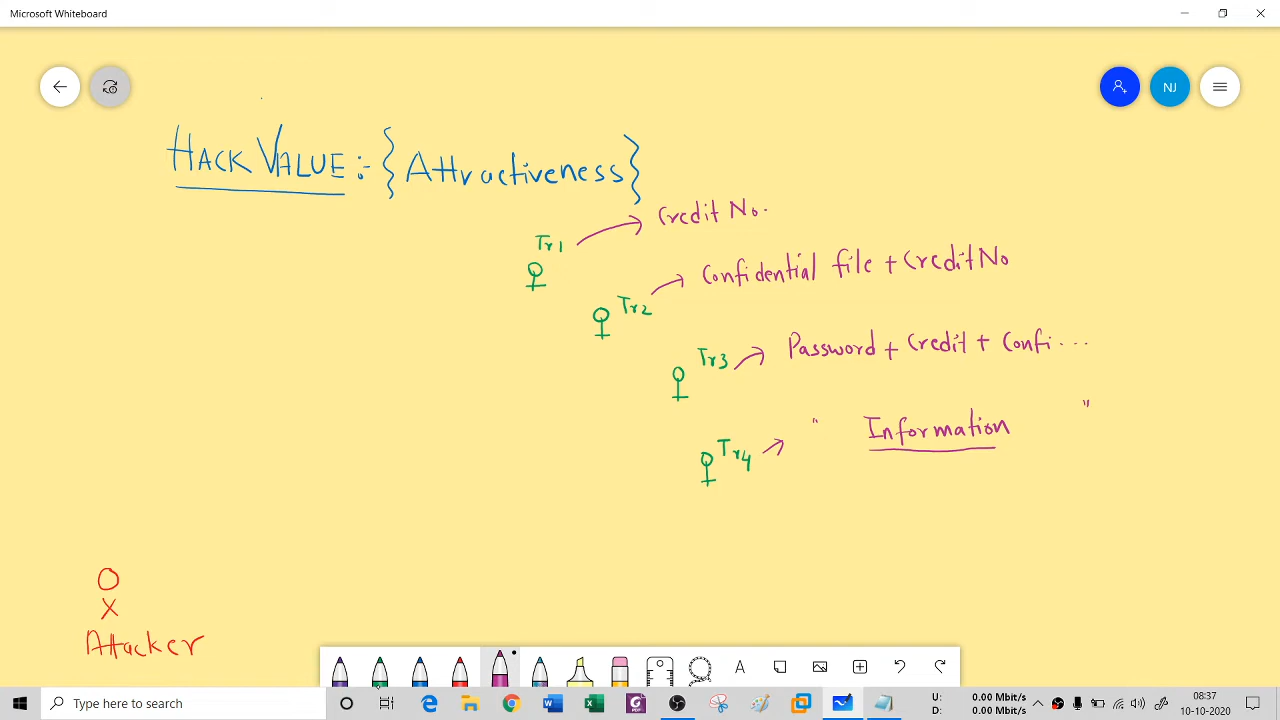 Microsoft Whiteboard
NJ
HACK VALUE :- {Attractiveness}
Tr1 Credit No.
Tr2 Confidential file + Credit No
Tr3 Password + Credit + Confi...
Tr4 " Information "
Attacker
A
Type here to search
U: 0.00 Mbit/s
D: 0.00 Mbit/s
08:37
10-10-2020